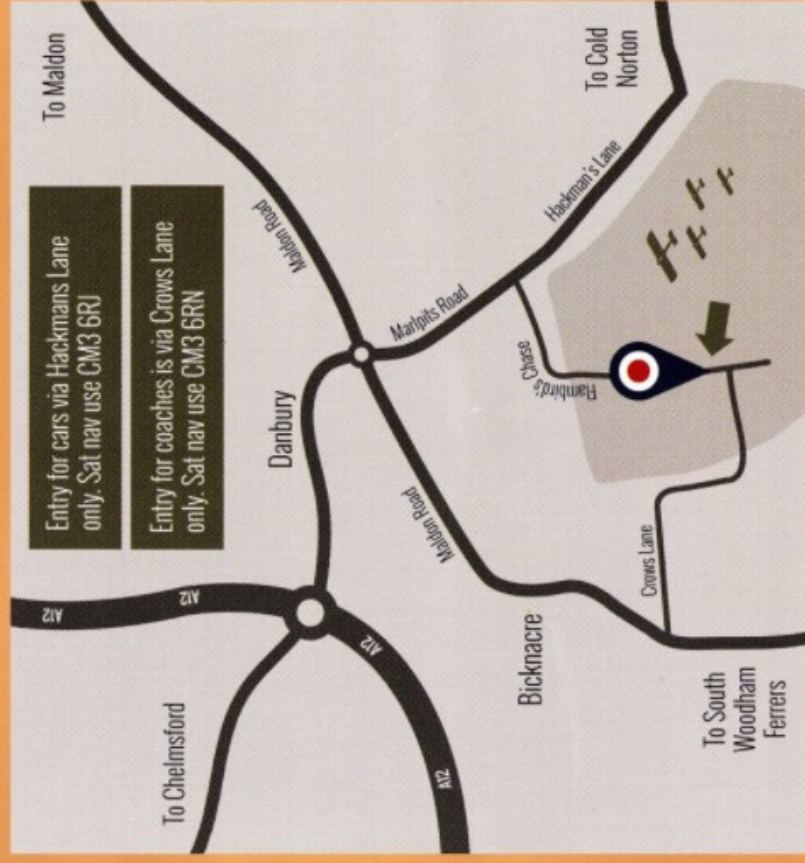 A12
Entry for cars via Hackmans Lane
only. Sat nav use CM3 6RJ
To Maldon
Entry for coaches is via Crows Lane
only. Sat nav use CM3 6RN
To Chelmsford
A12
Danbury
Maldon Road
A12
A12
Maldon Road
Marlpits Road
Bicknacre
Flambird's
Chase
Hackman's Lane
To Cold
Norton
Crows Lane
To South
Woodham
Ferrers